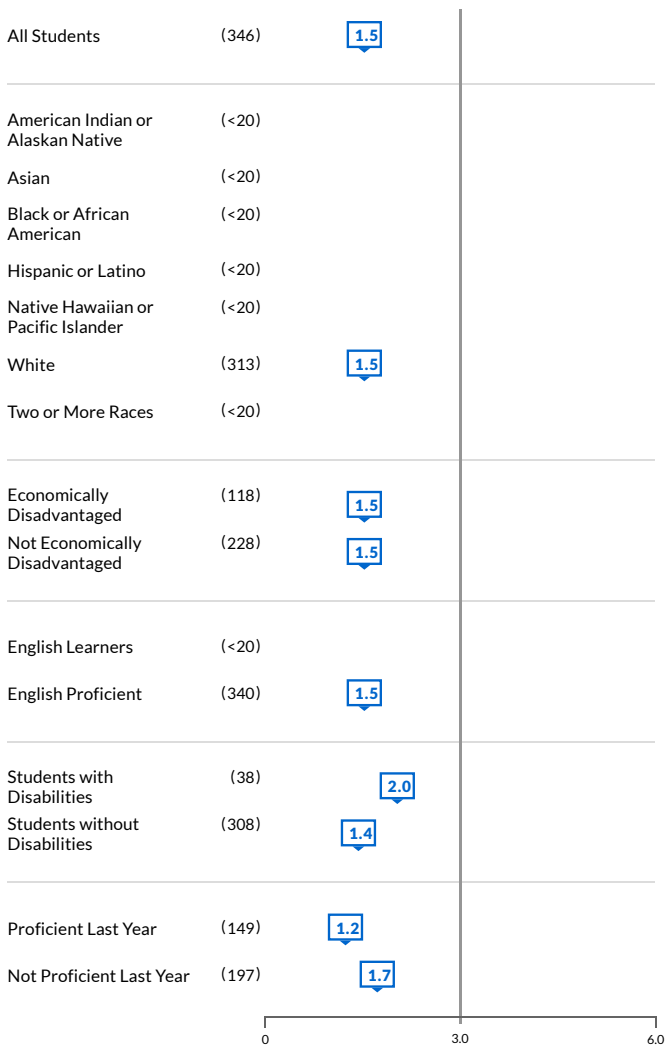 All Students (346) 1.5
American Indian or (<20)
Alaskan Native
Asian (<20)
Black or African (<20)
American
Hispanic or Latino (<20)
Native Hawaiian or (<20)
Pacific Islander
White (313) 1.5
Two or More Races (<20)
Economically (118) 1.5
Disadvantaged
Not Economically (228) 1.5
Disadvantaged
English Learners (<20)
English Proficient (340) 1.5
Students with (38) 2.0
Disabilities
Students without (308) 1.4
Disabilities
Proficient Last Year (149) 1.2
Not Proficient Last Year (197) 1.7
0 3.0 6.0